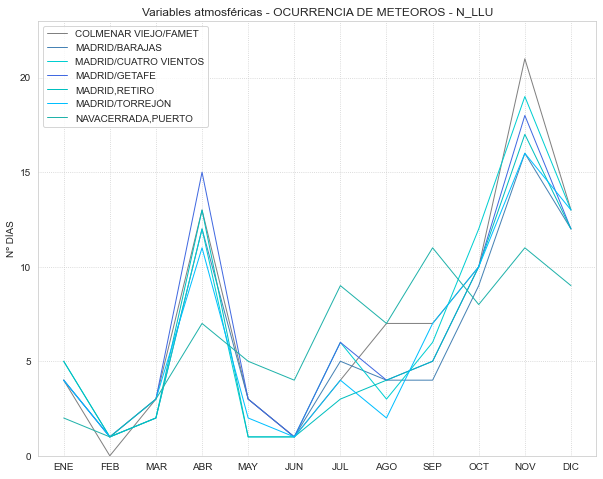 Variables atmosféricas - OCURRENCIA DE METEOROS - N_LLU
COLMENAR VIEJO/FAMET
MADRID/BARAJAS
MADRID/CUATRO VIENTOS
MADRID/GETAFE
MADRID,RETIRO
MADRID/TORREJÓN
NAVACERRADA,PUERTO
Nº DÍAS
20
15
10
5
0
ENE FEB MAR ABR MAY JUN JUL AGO SEP OCT NOV DIC